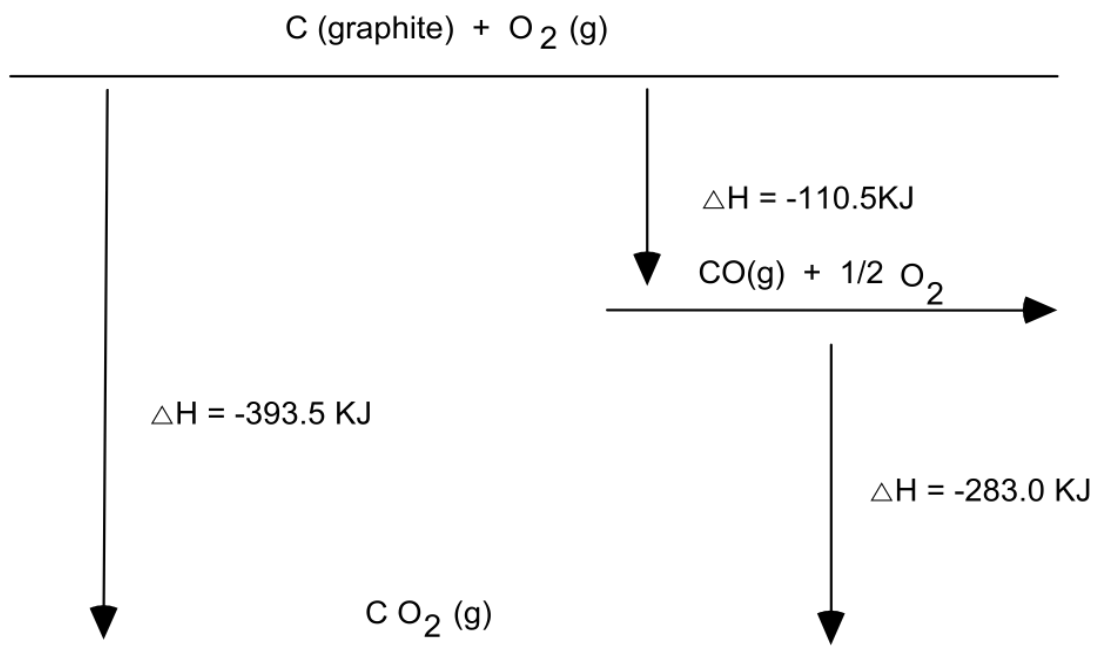 C (graphite) + O2 (g)
△H = -110.5KJ
CO(g) + 1/2 O2
△H = -393.5 KJ
△H = -283.0 KJ
C O2 (g)